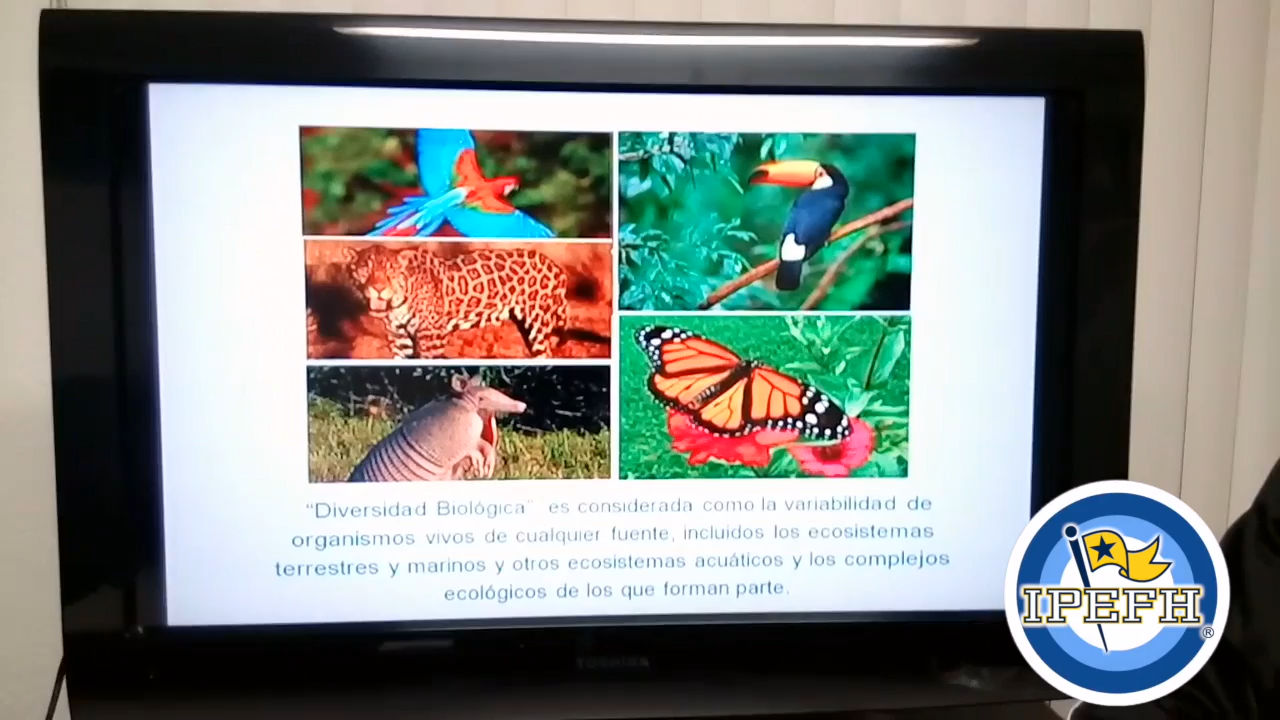 “Diversidad Biológica” es considerada como la variabilidad de
organismos vivos de cualquier fuente, incluidos los ecosistemas
terrestres y marinos y otros ecosistemas acuáticos y los complejos
ecológicos de los que forman parte.
IPEFH
®
TOSHIBA